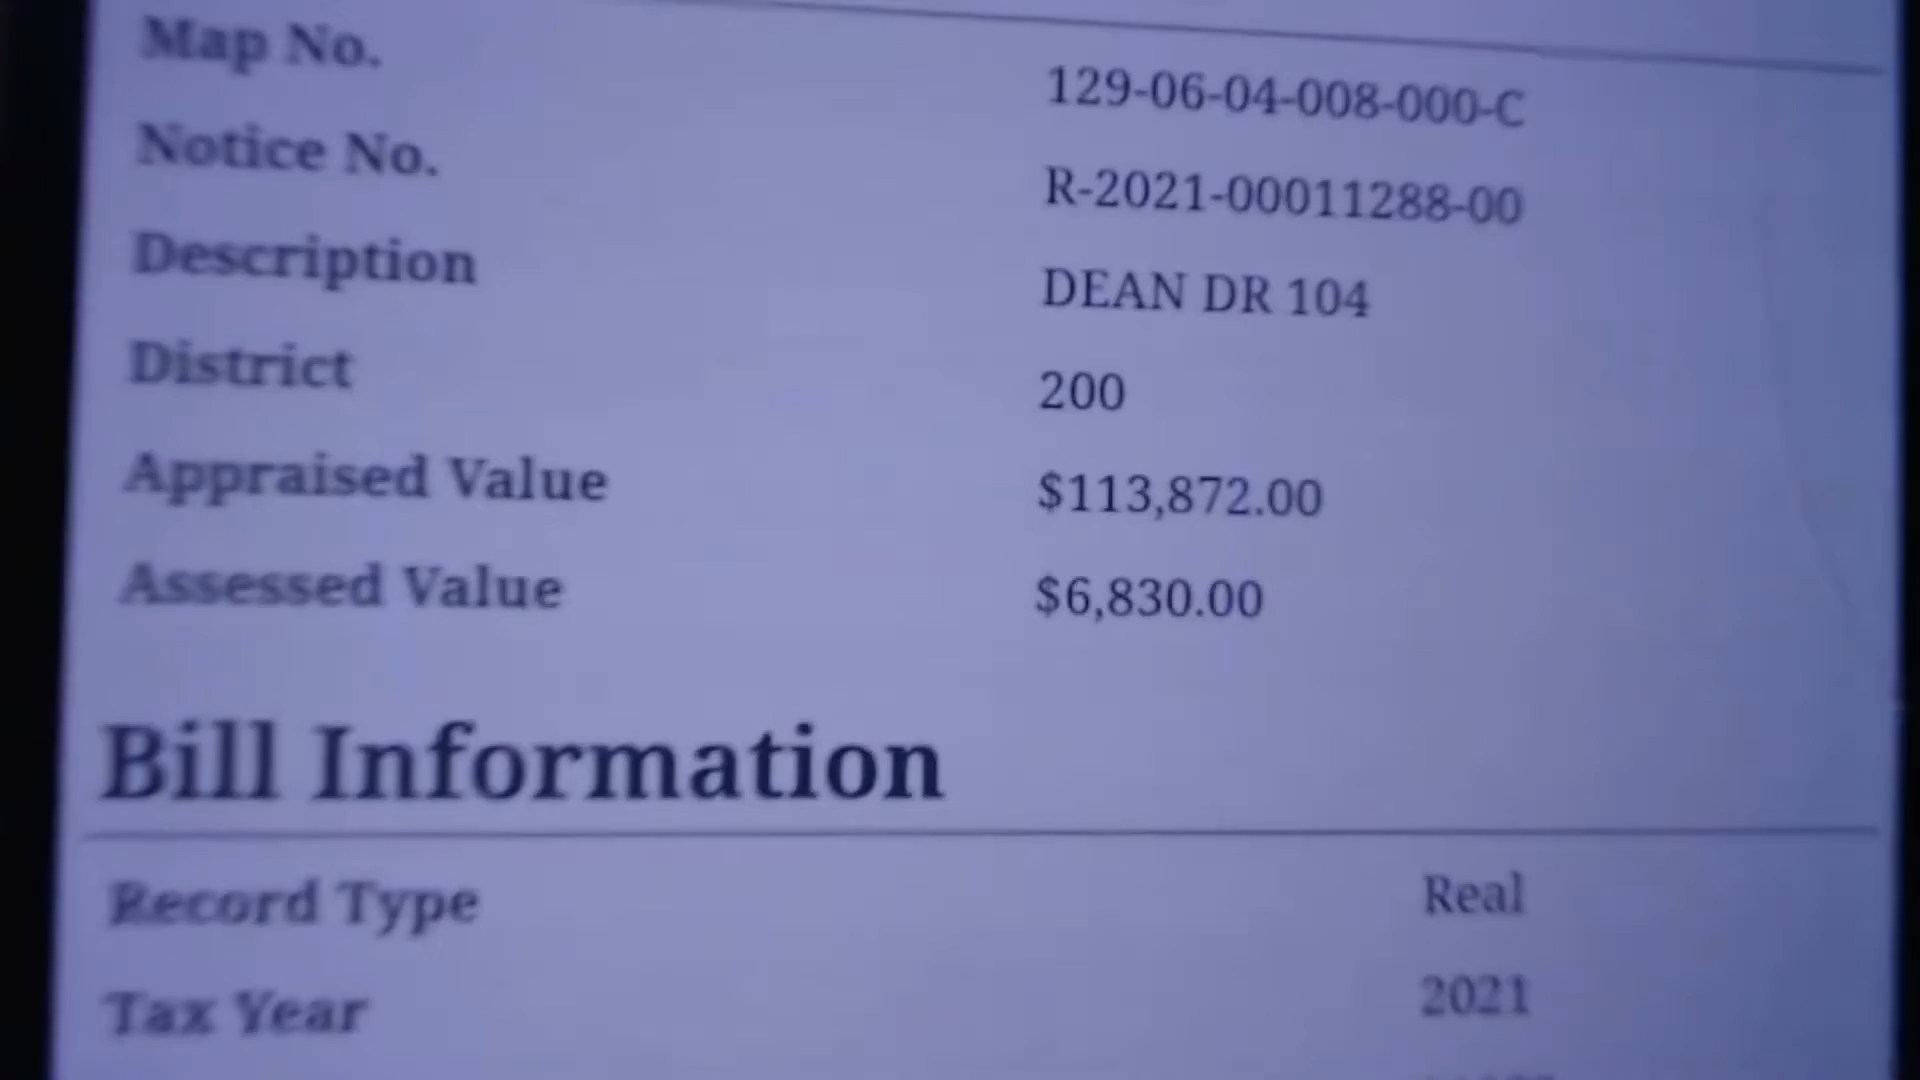 Map No. 129-06-04-008-000-C
Notice No. R-2021-00011288-00
Description DEAN DR 104
District 200
Appraised Value $113,872.00
Assessed Value $6,830.00
Bill Information
Record Type Real
Tax Year 2021